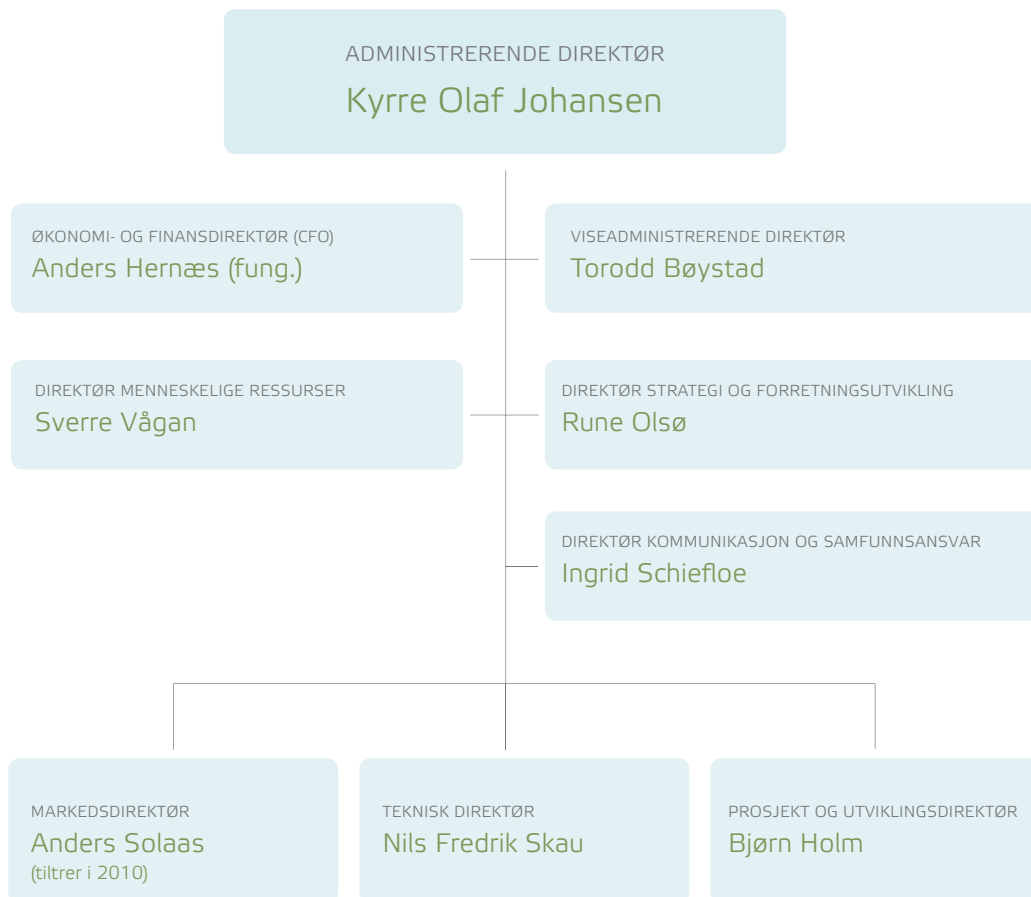 ADMINISTRERENDE DIREKTØR
Kyrre Olaf Johansen
ØKONOMI- OG FINANSDIREKTØR (CFO)
Anders Hernæs (fung.)
VISEADMINISTRERENDE DIREKTØR
Torodd Bøystad
DIREKTØR MENNESKELIGE RESSURSER
Sverre Vågan
DIREKTØR STRATEGI OG FORRETNINGSUTVIKLING
Rune Olsø
DIREKTØR KOMMUNIKASJON OG SAMFUNNSANSVAR
Ingrid Schiefloe
MARKEDSDIREKTØR
Anders Solaas
(tiltrer i 2010)
TEKNISK DIREKTØR
Nils Fredrik Skau
PROSJEKT OG UTVIKLINGSDIREKTØR
Bjørn Holm